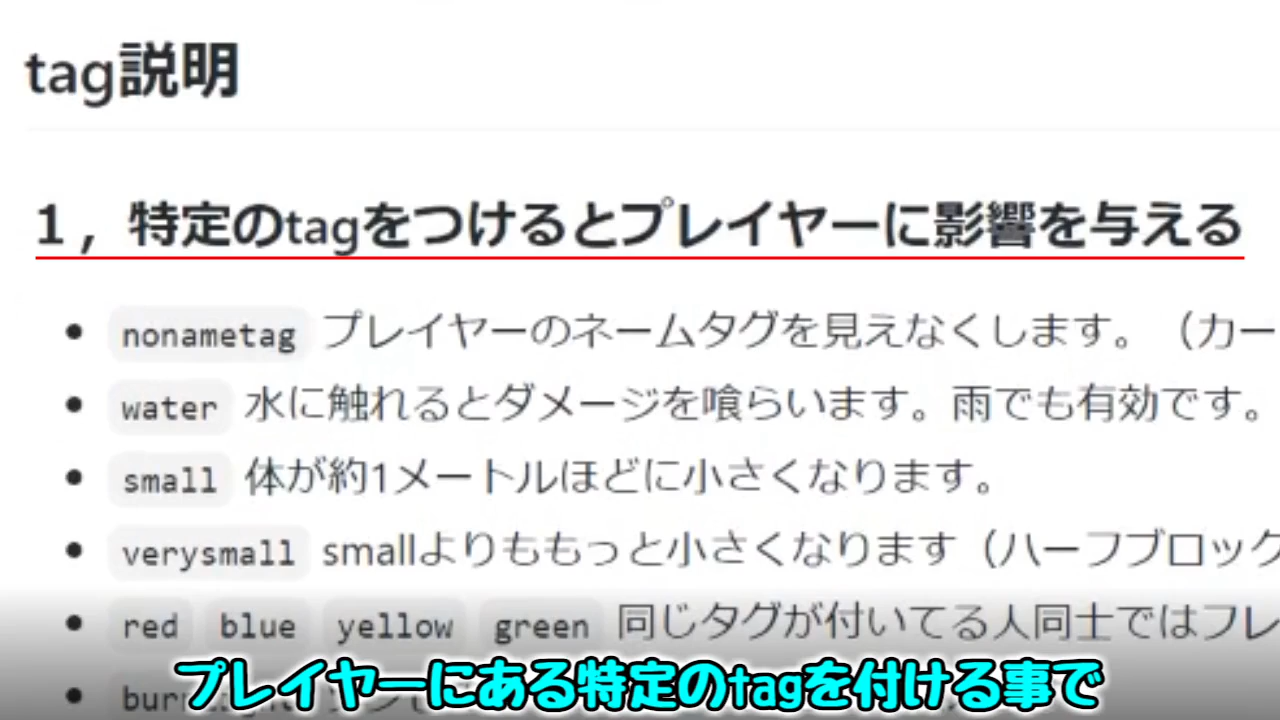 tag説明
1，特定のtagをつけるとプレイヤーに影響を与える
nonametag プレイヤーのネームタグを見えなくします。（カー
water 水に触れるとダメージを喰らいます。雨でも有効です。
small 体が約1メートルほどに小さくなります。
verysmall smallよりももっと小さくなります（ハーフブロック
red blue yellow green 同じタグが付いてる人同士ではフレ
プレイヤーにある特定のtagを付ける事で